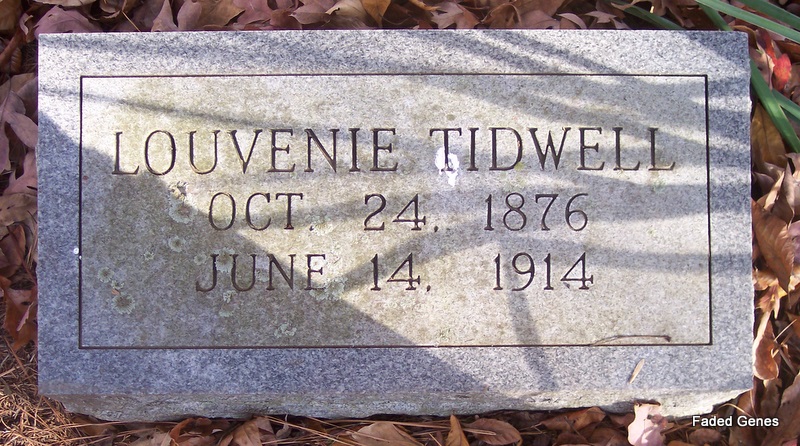 LOUVENIE TIDWELL
OCT. 24, 1876
JUNE 14, 1914
Faded Genes